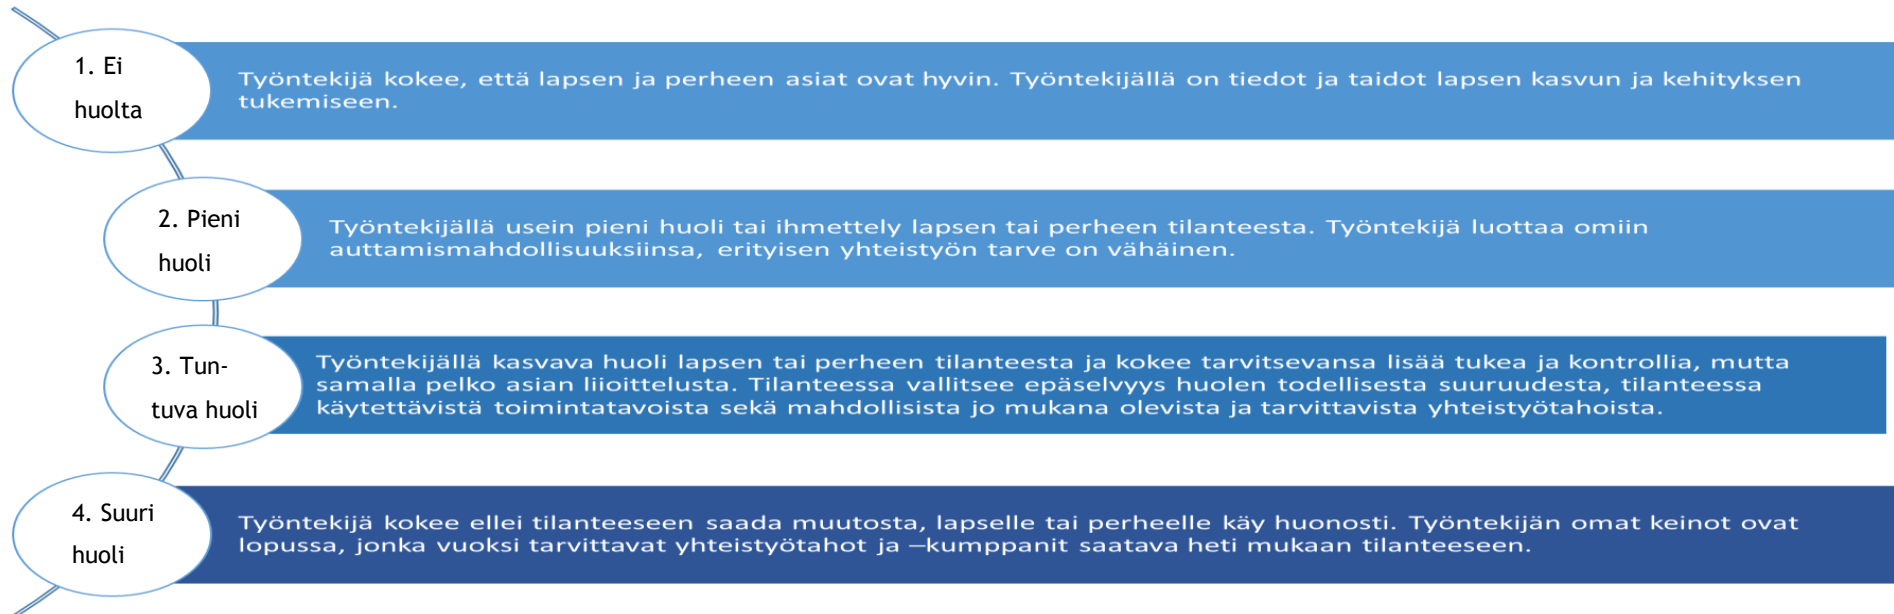 1. Ei
huolta
Työntekijä kokee, että lapsen ja perheen asiat ovat hyvin. Työntekijällä on tiedot ja taidot lapsen kasvun ja kehityksen
tukemiseen.
2. Pieni
huoli
Työntekijällä usein pieni huoli tai ihmettely lapsen tai perheen tilanteesta. Työntekijä luottaa omiin
auttamismahdollisuuksiinsa, erityisen yhteistyön tarve on vähäinen.
3. Tun-
tuva huoli
Työntekijällä kasvava huoli lapsen tai perheen tilanteesta ja kokee tarvitsevansa lisää tukea ja kontrollia, mutta
samalla pelko asian liioittelusta. Tilanteessa vallitsee epäselvyys huolen todellisesta suuruudesta, tilanteessa
käytettävistä toimintatavoista sekä mahdollisista jo mukana olevista ja tarvittavista yhteistyötahoista.
4. Suuri
huoli
Työntekijä kokee ellei tilanteeseen saada muutosta, lapselle tai perheelle käy huonosti. Työntekijän omat keinot ovat
lopussa, jonka vuoksi tarvittavat yhteistyötahot ja –kumppanit saatava heti mukaan tilanteeseen.